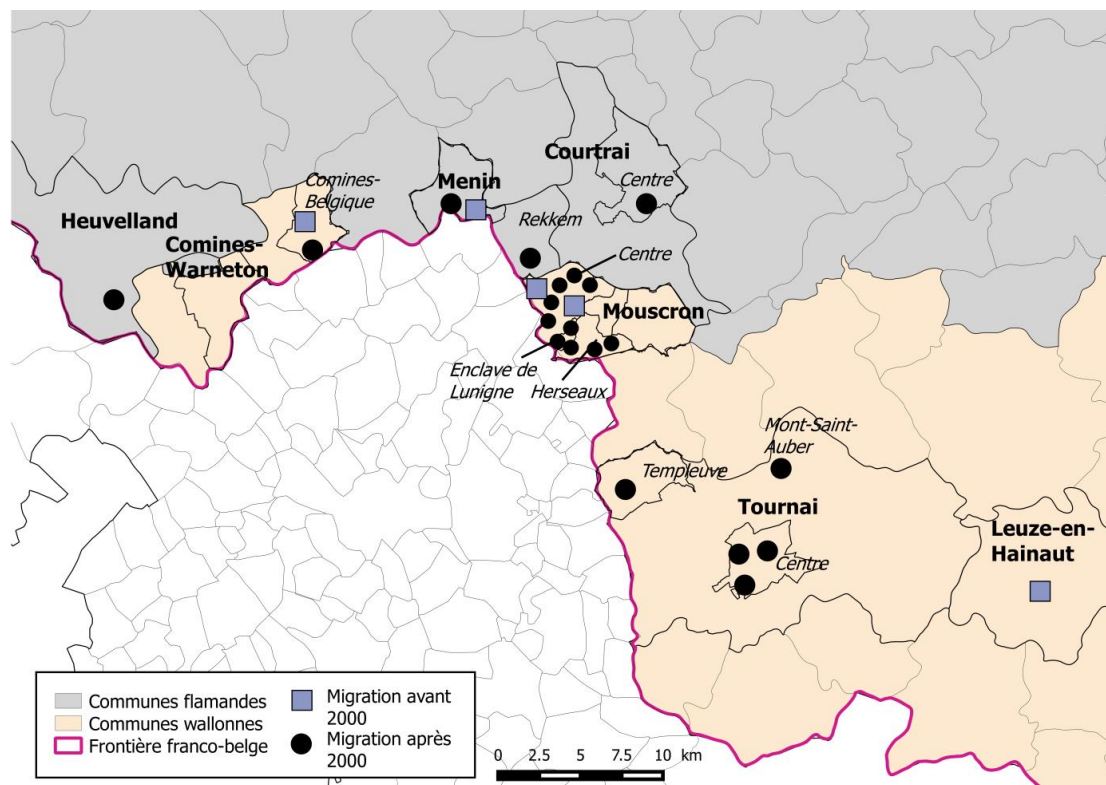 Comines-
Belgique
Heuvelland
Comines-
Warneton
Menin
Courtrai
Centre
Rekkem
Centre
Mouscron
Enclave de
Lunigne
Herseaux
Mont-Saint-
Auber
Templeuve
Tournai
Centre
Leuze-en-
Hainaut
Communes flamandes
Communes wallonnes
Frontière franco-belge
Migration avant
2000
Migration après
2000
0 2.5 5 7.5 10 km